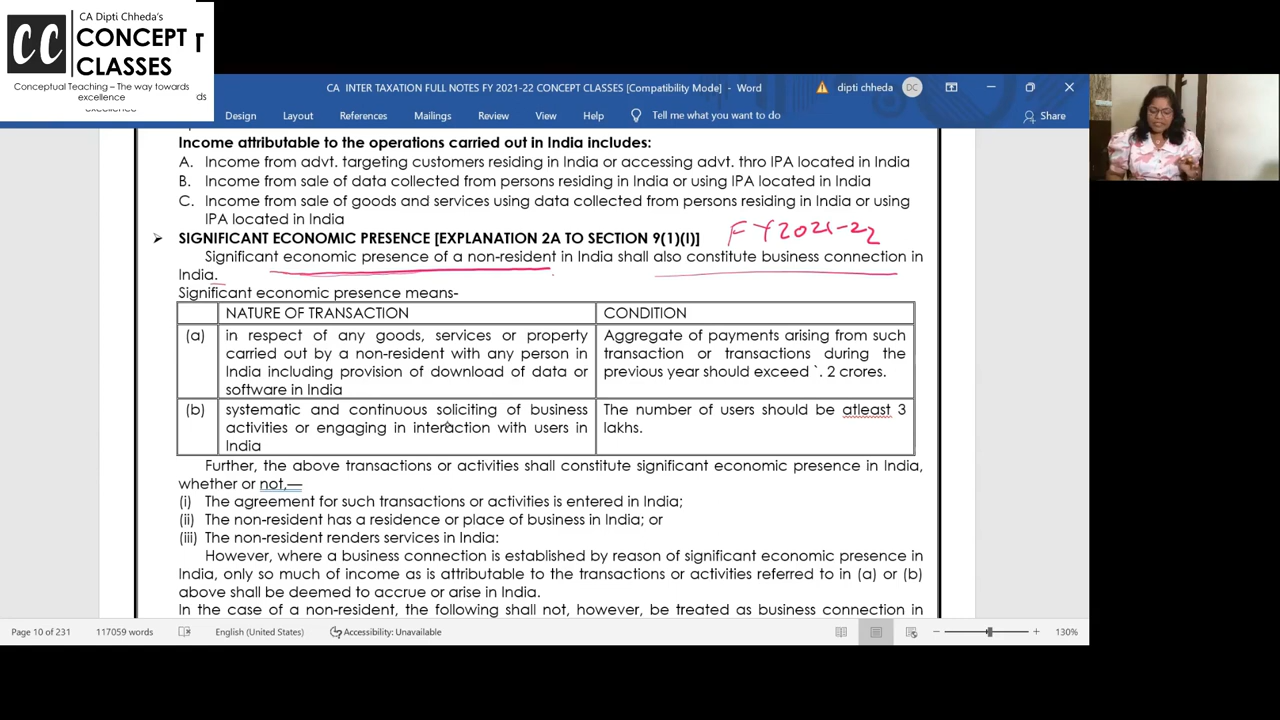 CA Dipti Chheda's
CC CONCEPT
CLASSES
Conceptual Teaching – The way towards
excellence
ds
CA INTER TAXATION FULL NOTES FY 2021-22 CONCEPT CLASSES [Compatibility Mode] - Word
dipti chheda DC
Design Layout References Mailings Review View Help Tell me what you want to do Share
Income attributable to the operations carried out in India includes:
A. Income from advt. targeting customers residing in India or accessing advt. thro IPA located in India
B. Income from sale of data collected from persons residing in India or using IPA located in India
C. Income from sale of goods and services using data collected from persons residing in India or using
IPA located in India
➢ SIGNIFICANT ECONOMIC PRESENCE [EXPLANATION 2A TO SECTION 9(1)(I)] FY 2021-22
Significant economic presence of a non-resident in India shall also constitute business connection in
India.
Significant economic presence means-
NATURE OF TRANSACTION CONDITION
(a) in respect of any goods, services or property Aggregate of payments arising from such
carried out by a non-resident with any person in transaction or transactions during the
India including provision of download of data or previous year should exceed `. 2 crores.
software in India
(b) systematic and continuous soliciting of business The number of users should be atleast 3
activities or engaging in interaction with users in lakhs.
India
Further, the above transactions or activities shall constitute significant economic presence in India,
whether or not,—
(i) The agreement for such transactions or activities is entered in India;
(ii) The non-resident has a residence or place of business in India; or
(iii) The non-resident renders services in India:
However, where a business connection is established by reason of significant economic presence in
India, only so much of income as is attributable to the transactions or activities referred to in (a) or (b)
above shall be deemed to accrue or arise in India.
In the case of a non-resident, the following shall not, however, be treated as business connection in
Page 10 of 231 117059 words English (United States) Accessibility: Unavailable 130%